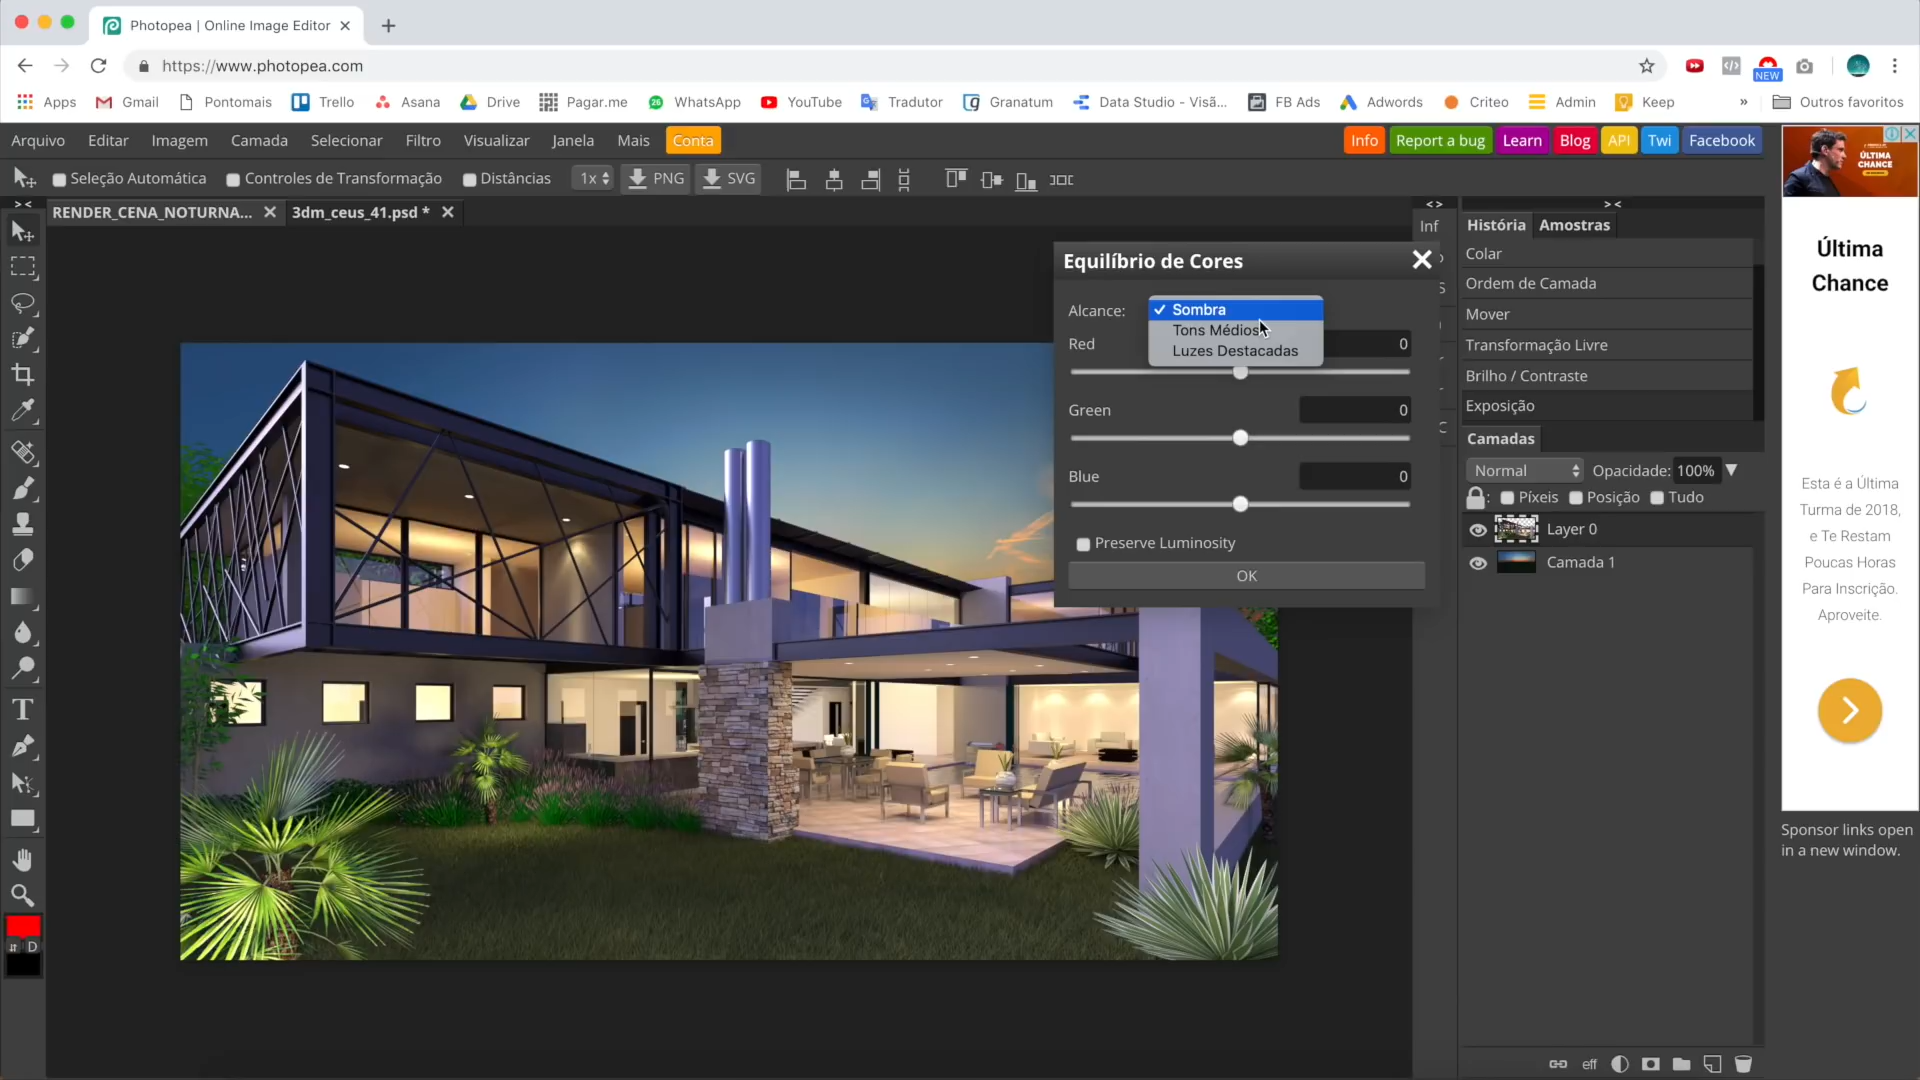 Photopea | Online Image Editor
https://www.photopea.com
NEW
Apps Gmail Pontomais Trello Asana Drive Pagar.me WhatsApp YouTube Tradutor Granatum Data Studio - Visã... FB Ads Adwords Criteo Admin Keep » Outros favoritos
Arquivo Editar Imagem Camada Selecionar Filtro Visualizar Janela Mais Conta
Info Report a bug Learn Blog API Twi Facebook
Seleção Automática Controles de Transformação Distâncias 1x PNG SVG
RENDER_CENA_NOTURNA... 3dm_ceus_41.psd *
Inf
Equilíbrio de Cores
Alcance:
Sombra
Tons Médios
Luzes Destacadas
Red 0
Green 0
Blue 0
Preserve Luminosity
OK
História Amostras
Colar
Ordem de Camada
Mover
Transformação Livre
Brilho / Contraste
Exposição
Camadas
Normal Opacidade: 100%
: Píxeis Posição Tudo
Layer 0
Camada 1
eff
D
ÚLTIMA
CHANCE
Última
Chance
Esta é a Última
Turma de 2018,
e Te Restam
Poucas Horas
Para Inscrição.
Aproveite.
Sponsor links open
in a new window.